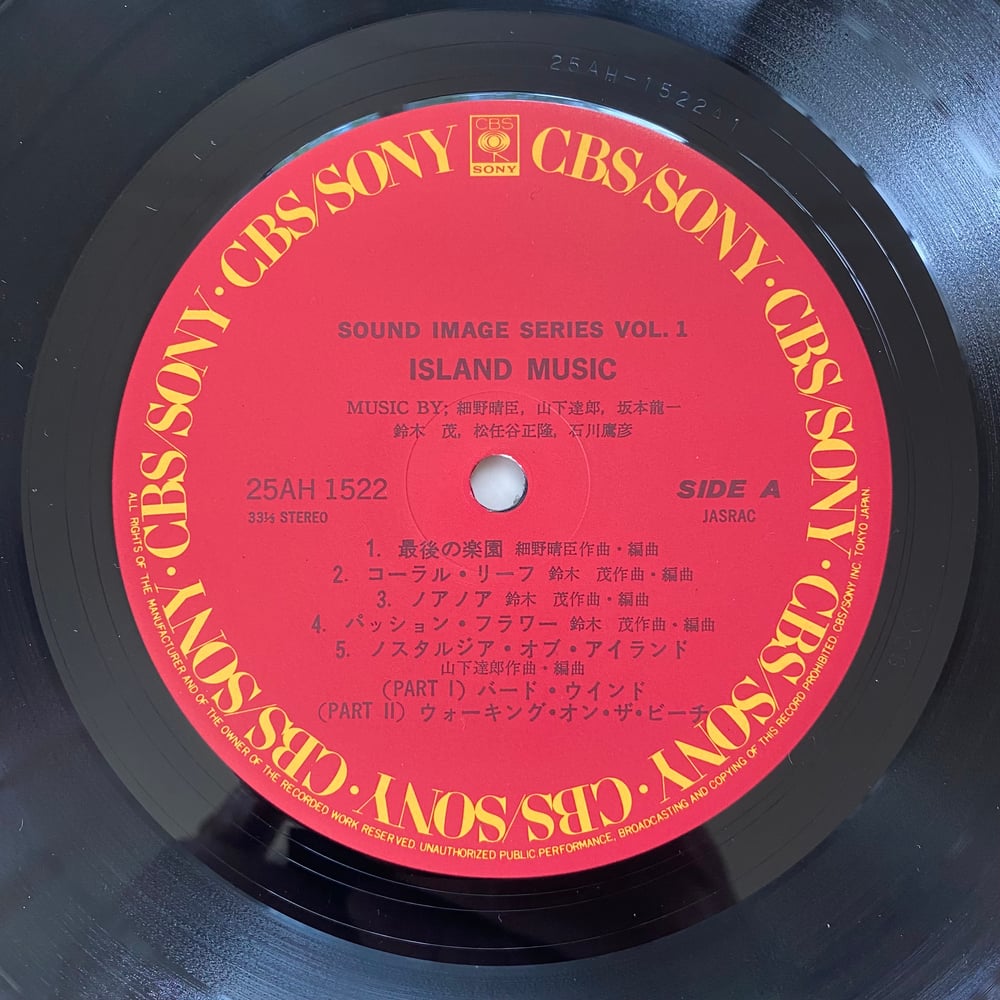 25AH-1522A1
CBS/SONY · CBS/SONY · CBS/SONY · CBS/SONY · CBS/SONY · CBS/SONY · CBS/SONY · CBS/SONY · CBS/SONY
CBS
SONY
SOUND IMAGE SERIES VOL. 1
ISLAND MUSIC
MUSIC BY; 細野晴臣, 山下達郎, 坂本龍一
鈴木 茂, 松任谷正隆, 石川鷹彦
25AH 1522
SIDE A
33⅓ STEREO
JASRAC
1. 最後の楽園 細野晴臣作曲・編曲
2. コーラル・リーフ 鈴木 茂作曲・編曲
3. ノアノア 鈴木 茂作曲・編曲
4. パッション・フラワー 鈴木 茂作曲・編曲
5. ノスタルジア・オブ・アイランド
山下達郎作曲・編曲
(PART I) バード・ウインド
(PART II) ウォーキング・オン・ザ・ビーチ
ALL RIGHTS OF THE MANUFACTURER AND OF THE OWNER OF THE RECORDED WORK RESERVED. UNAUTHORIZED PUBLIC PERFORMANCE, BROADCASTING AND COPYING OF THIS RECORD PROHIBITED. CBS/SONY INC. TOKYO JAPAN.